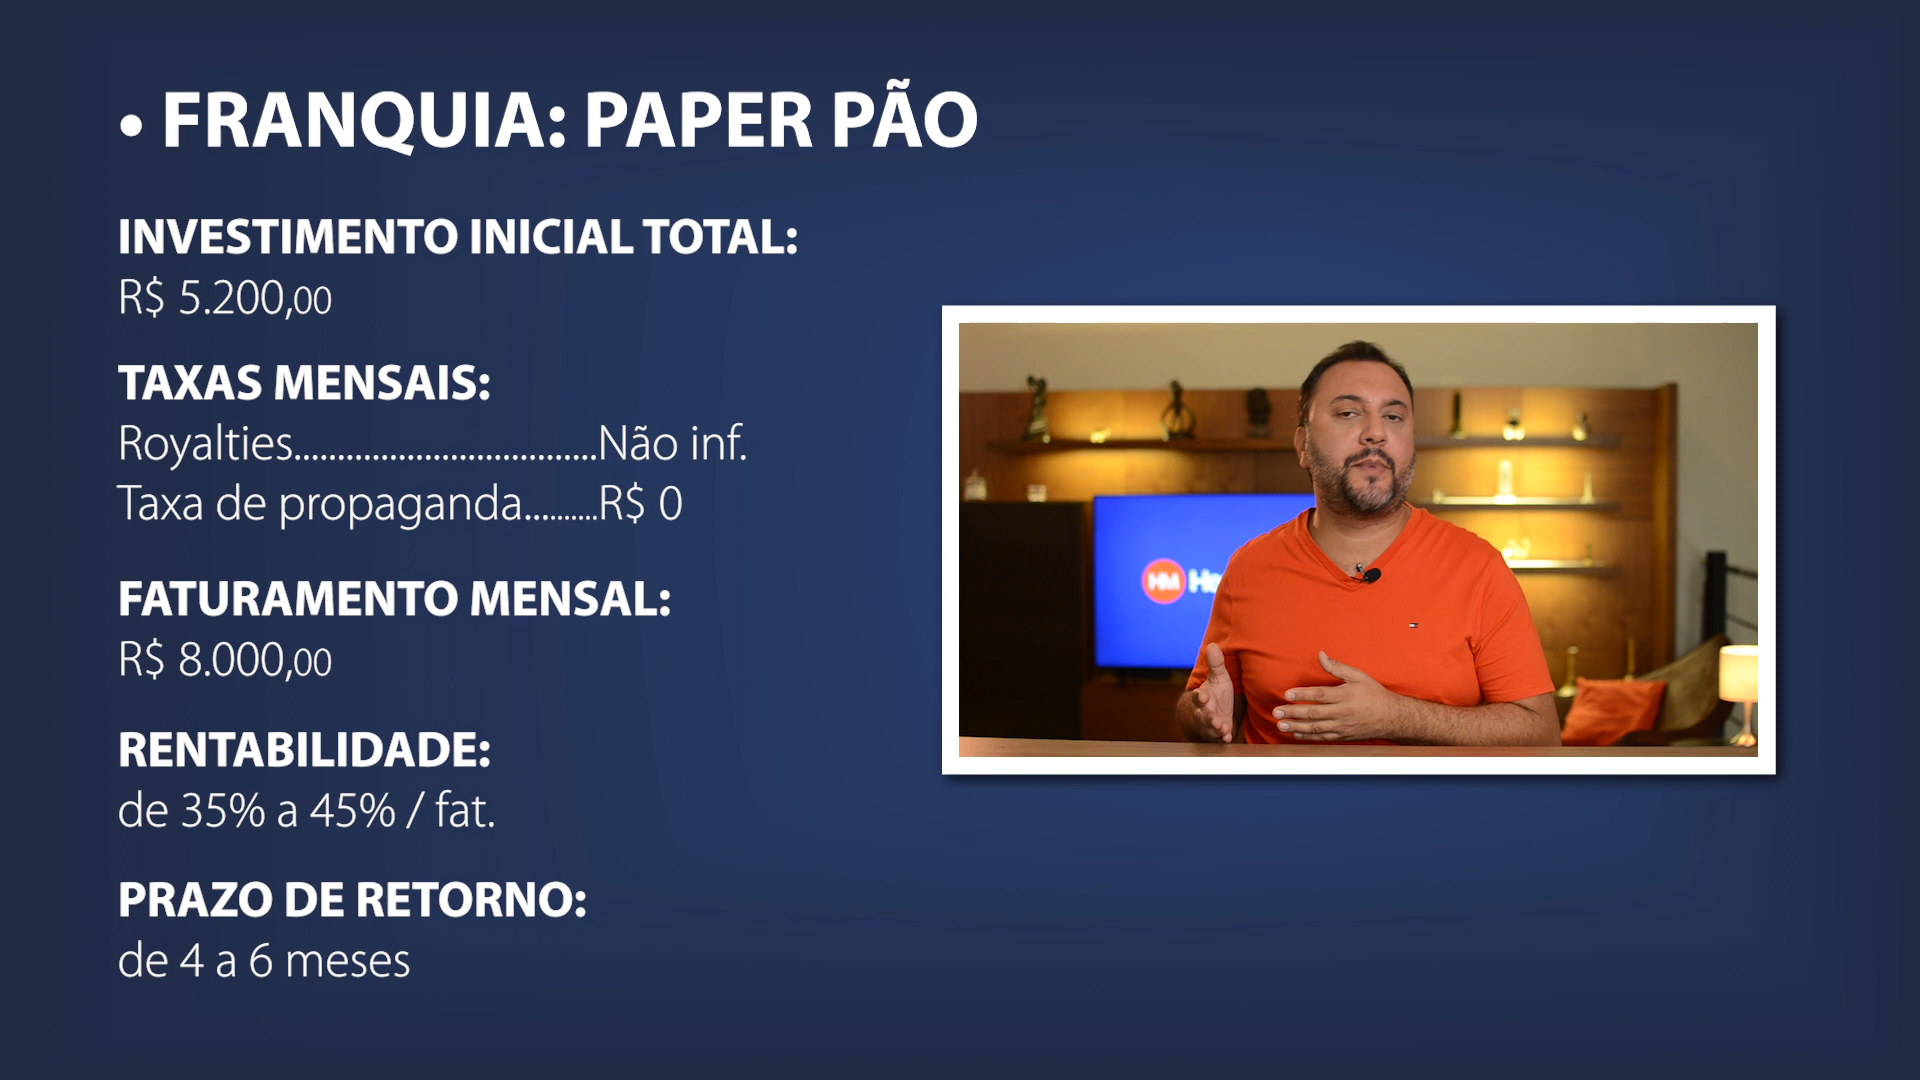 • FRANQUIA: PAPER PÃO
INVESTIMENTO INICIAL TOTAL:
R$ 5.200,00
TAXAS MENSAIS:
Royalties...................................Não inf.
Taxa de propaganda..........R$ 0
FATURAMENTO MENSAL:
R$ 8.000,00
RENTABILIDADE:
de 35% a 45% / fat.
PRAZO DE RETORNO:
de 4 a 6 meses
HM